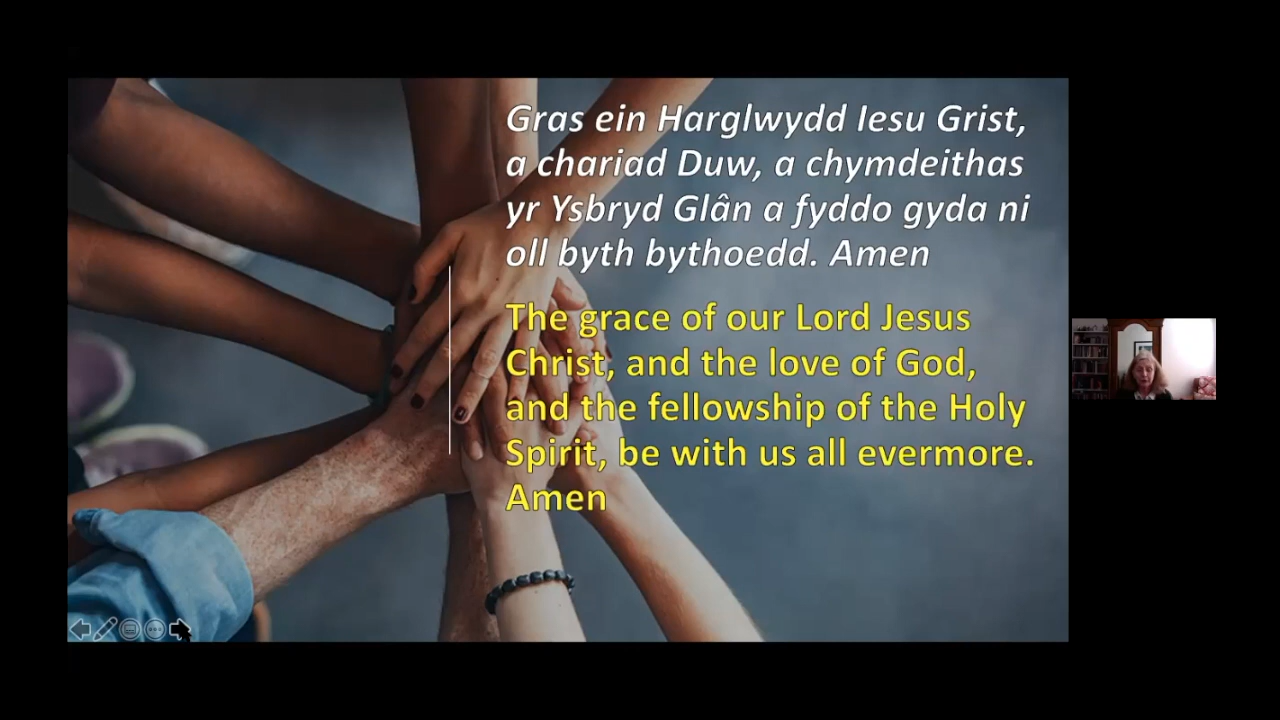 Gras ein Harglwydd Iesu Grist,
a chariad Duw, a chymdeithas
yr Ysbryd Glân a fyddo gyda ni
oll byth bythoedd. Amen
The grace of our Lord Jesus
Christ, and the love of God,
and the fellowship of the Holy
Spirit, be with us all evermore.
Amen